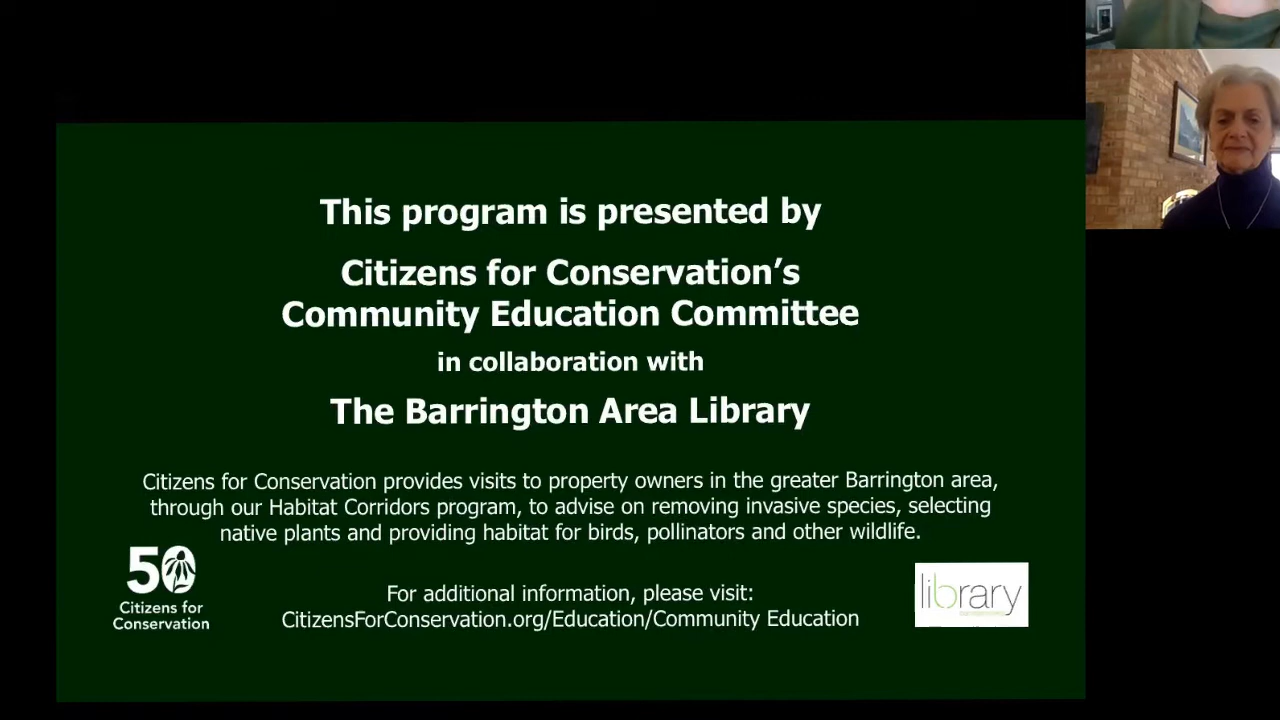 This program is presented by
Citizens for Conservation’s
Community Education Committee
in collaboration with
The Barrington Area Library
Citizens for Conservation provides visits to property owners in the greater Barrington area,
through our Habitat Corridors program, to advise on removing invasive species, selecting
native plants and providing habitat for birds, pollinators and other wildlife.
50
Citizens for
Conservation
For additional information, please visit:
CitizensForConservation.org/Education/Community Education
library